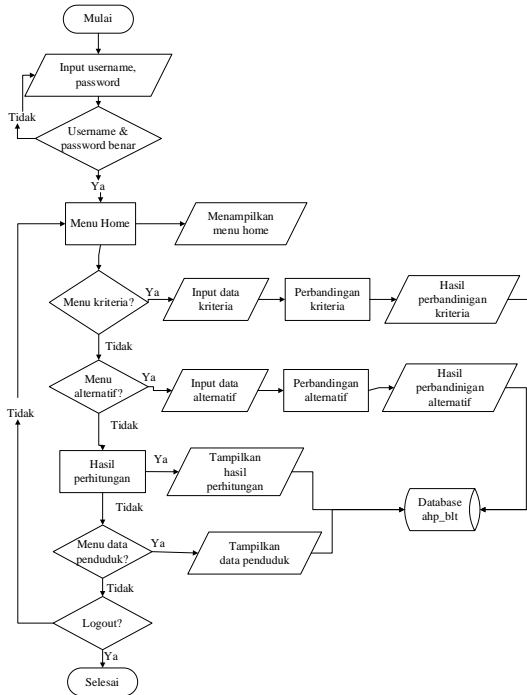 Mulai
Input username,
password
Tidak
Username &
password benar
Ya
Menu Home
Menampilkan
menu home
Menu kriteria?
Ya
Input data
kriteria
Perbandingan
kriteria
Hasil
perbandinigan
kriteria
Tidak
Menu
alternatif?
Ya
Input data
alternatif
Perbandingan
alternatif
Hasil
perbandinigan
alternatif
Tidak
Tidak
Hasil
perhitungan
Ya
Tampilkan
hasil
perhitungan
Database
ahp_blt
Tidak
Menu data
penduduk?
Ya
Tampilkan
data penduduk
Tidak
Logout?
Ya
Selesai